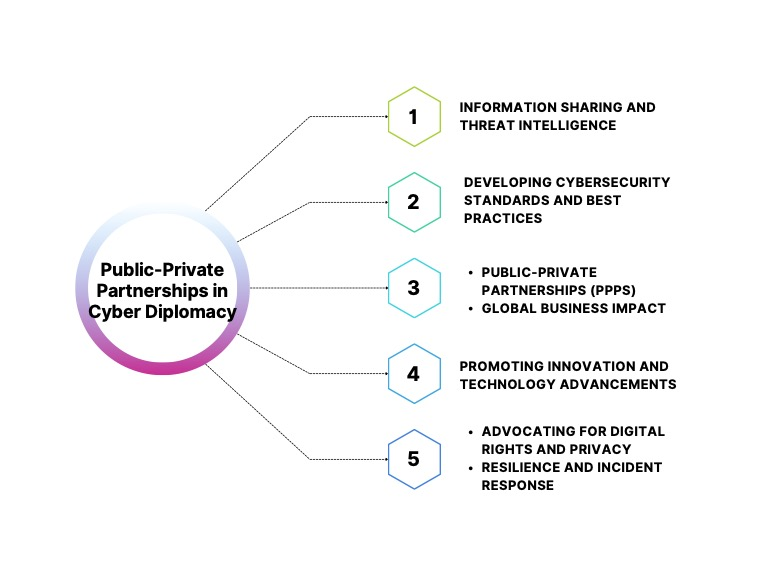 Public-Private
Partnerships in
Cyber Diplomacy
1
INFORMATION SHARING AND
THREAT INTELLIGENCE
2
DEVELOPING CYBERSECURITY
STANDARDS AND BEST
PRACTICES
3
• PUBLIC-PRIVATE
PARTNERSHIPS (PPPS)
• GLOBAL BUSINESS IMPACT
4
PROMOTING INNOVATION AND
TECHNOLOGY ADVANCEMENTS
5
• ADVOCATING FOR DIGITAL
RIGHTS AND PRIVACY
• RESILIENCE AND INCIDENT
RESPONSE